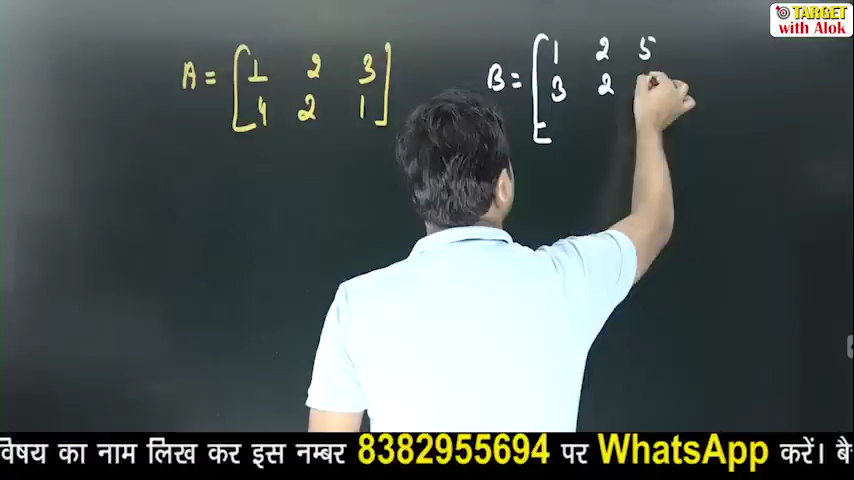 TARGET
with Alok
A = [ 1 2 3
4 2 1 ]
B = [ 1 2 5
3 2
विषय का नाम लिख कर इस नम्बर 8382955694 पर WhatsApp करें। बै